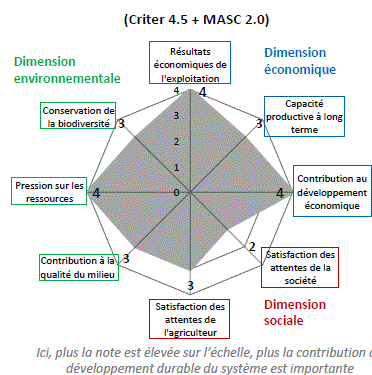 (Criter 4.5 + MASC 2.0)
Dimension
environnementale
Résultats
économiques de
l'exploitation
Dimension
économique
4
4
Conservation de
la biodiversité
3
3
3
Capacité
productive à long
terme
2
1
Pression sur les
ressources
4
0
4
Contribution au
développement
économique
Contribution à la
qualité du milieu
3
2
Satisfaction des
attentes de la
société
3
Satisfaction des
attentes de
l'agriculteur
Dimension
sociale
Ici, plus la note est élevée sur l'échelle, plus la contribution a
développement durable du système est importante